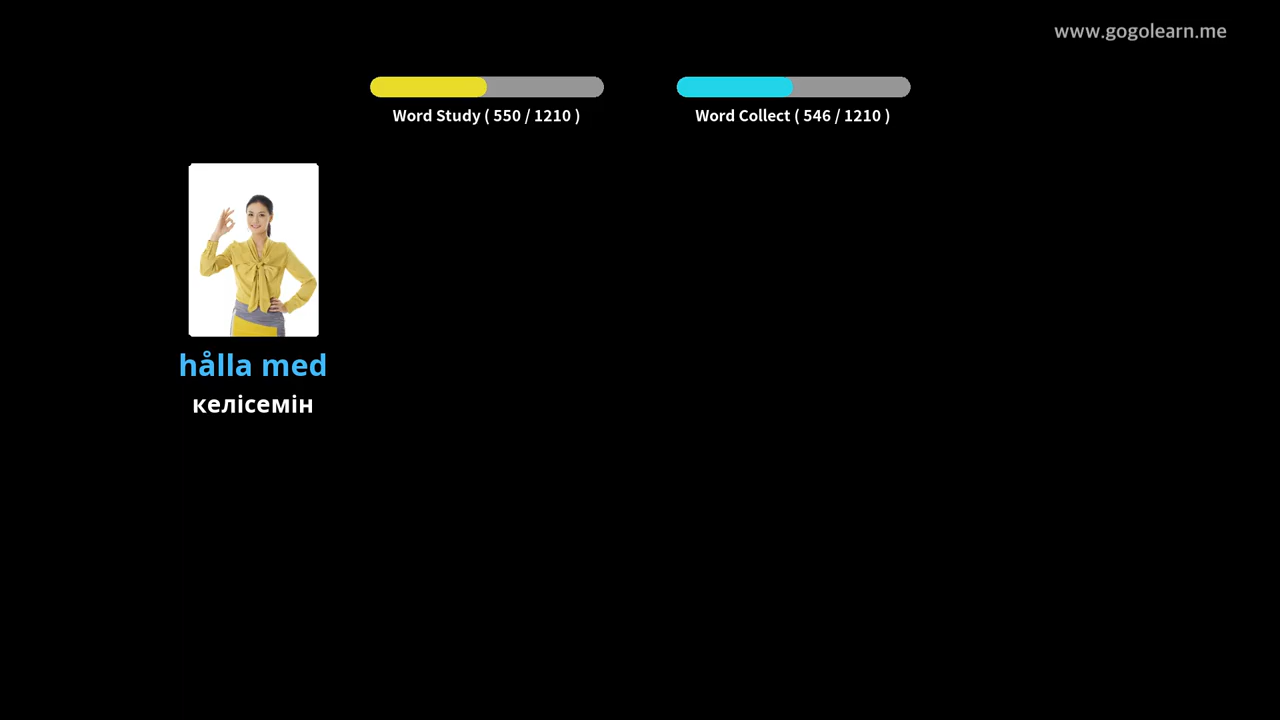 www.gogolearn.me
Word Study ( 550 / 1210 )
Word Collect ( 546 / 1210 )
hålla med
келісемін